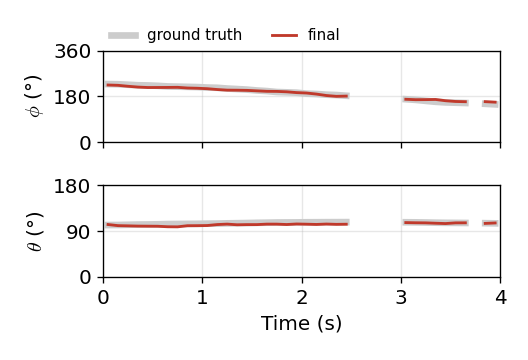 ground truth final
360
180
0
ϕ (°)
180
90
0
θ (°)
0 1 2 3 4
Time (s)